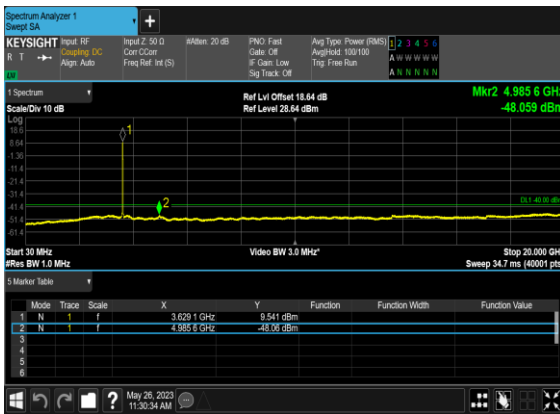 Spectrum Analyzer 1
Swept SA
+
KEYSIGHT
R T
LV
Input: RF
Coupling: DC
Align: Auto
Input Z: 50 Ω
Corr CCorr
Freq Ref: Int (S)
#Atten: 20 dB
PNO: Fast
Gate: Off
IF Gain: Low
Sig Track: Off
Avg Type: Power (RMS)
Avg|Hold: 100/100
Trig: Free Run
1 2 3 4 5 6
A W W W W W
A N N N N N
1 Spectrum
Scale/Div 10 dB
Ref Lvl Offset 18.64 dB
Ref Level 28.64 dBm
Mkr2 4.985 6 GHz
-48.059 dBm
Log
18.6
8.64
-1.36
-11.4
-21.4
-31.4
-41.4
-51.4
-61.4
1
2
DL1 -40.00 dBm
Start 30 MHz
#Res BW 1.0 MHz
Video BW 3.0 MHz*
Stop 20.000 GHz
Sweep 34.7 ms (40001 pts)
5 Marker Table
Mode Trace Scale X Y Function Function Width Function Value
1 N 1 f 3.629 1 GHz 9.541 dBm
2 N 1 f 4.985 6 GHz -48.06 dBm
3
4
5
6
?
May 26, 2023
11:30:34 AM